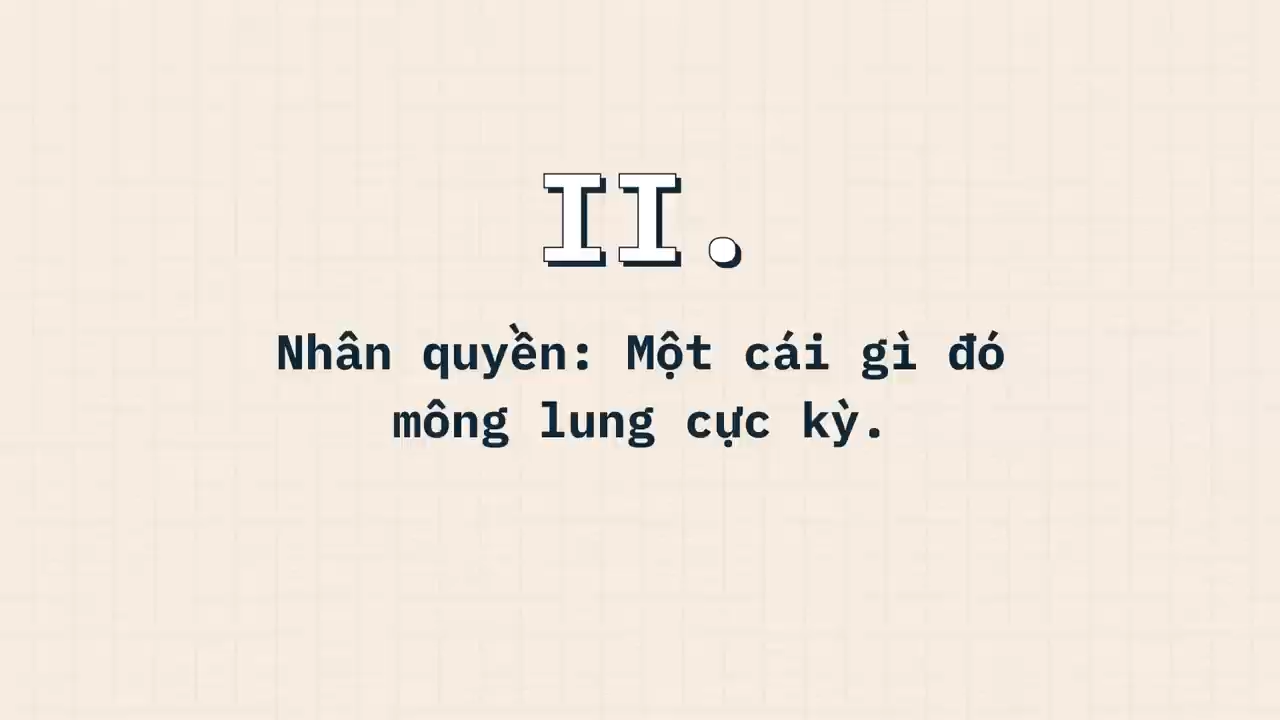 II.
Nhân quyền: Một cái gì đó
mông lung cực kỳ.